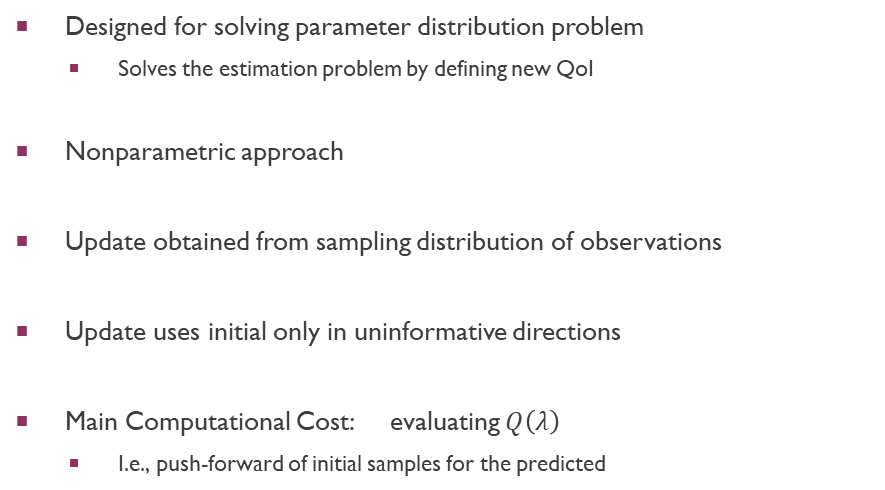 Designed for solving parameter distribution problem
Solves the estimation problem by defining new QoI
Nonparametric approach
Update obtained from sampling distribution of observations
Update uses initial only in uninformative directions
Main Computational Cost: evaluating Q(λ)
I.e., push-forward of initial samples for the predicted